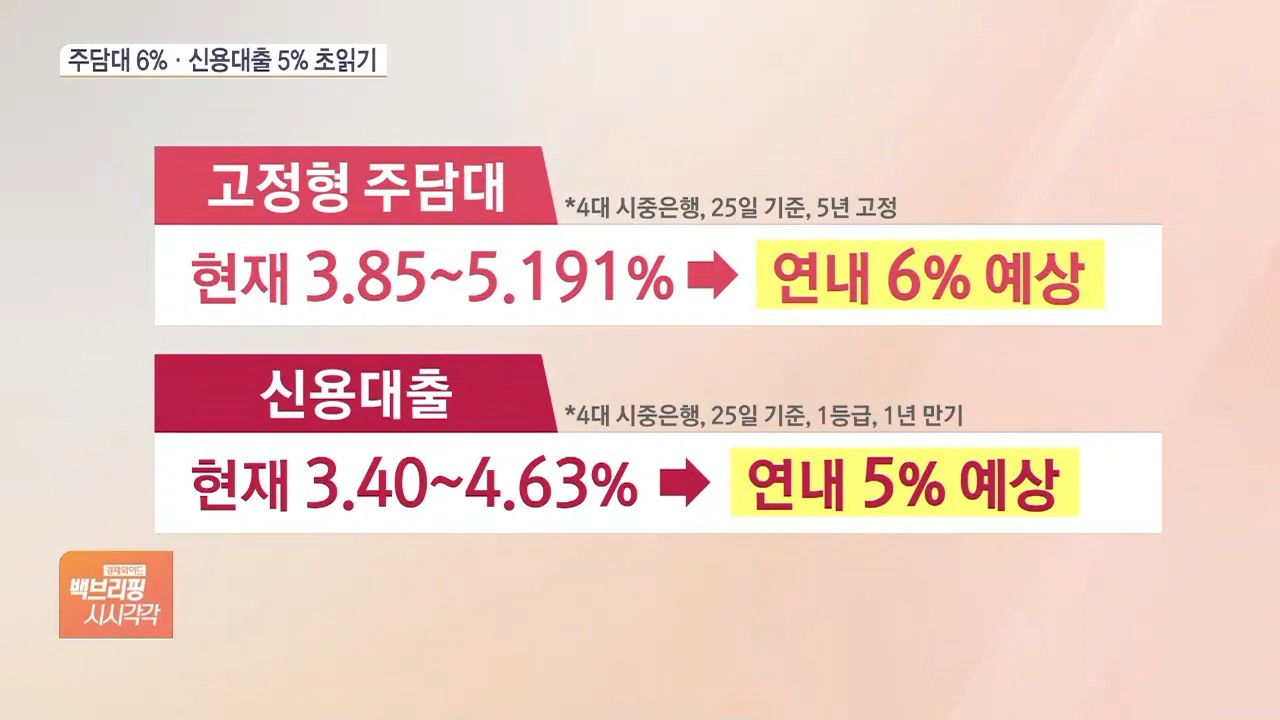 주담대 6% · 신용대출 5% 초읽기
고정형 주담대
*4대 시중은행, 25일 기준, 5년 고정
현재 3.85~5.191% ➡ 연내 6% 예상
신용대출
*4대 시중은행, 25일 기준, 1등급, 1년 만기
현재 3.40~4.63% ➡ 연내 5% 예상
경제와이드
백브리핑
시시각각